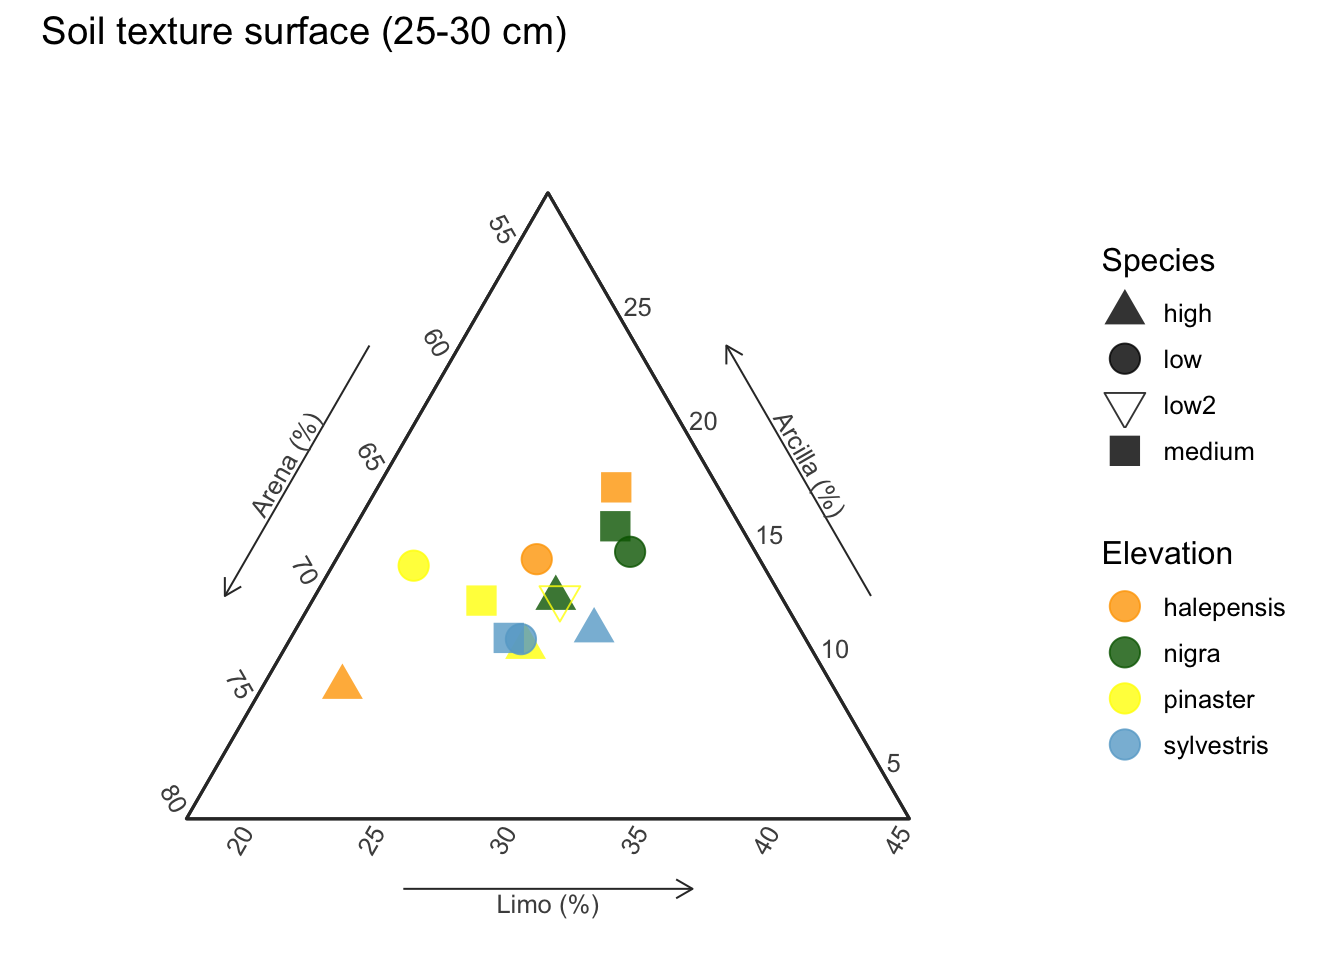 Soil texture surface (25-30 cm)
55
60
65
70
75
80
Arena (%)
25
20
15
10
5
Arcilla (%)
20
25
30
35
40
45
Limo (%)
Species
high
low
low2
medium
Elevation
halepensis
nigra
pinaster
sylvestris